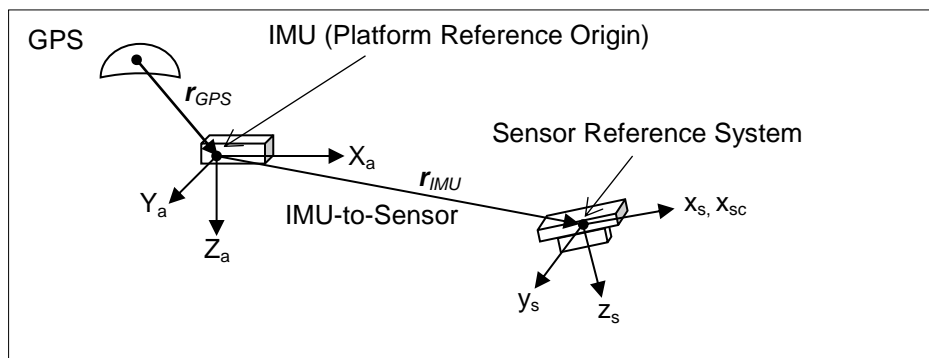 IMU (Platform Reference Origin)
GPS
r_GPS
Sensor Reference System
X_a
r_IMU
x_s, x_sc
Y_a
IMU-to-Sensor
Z_a
y_s
z_s